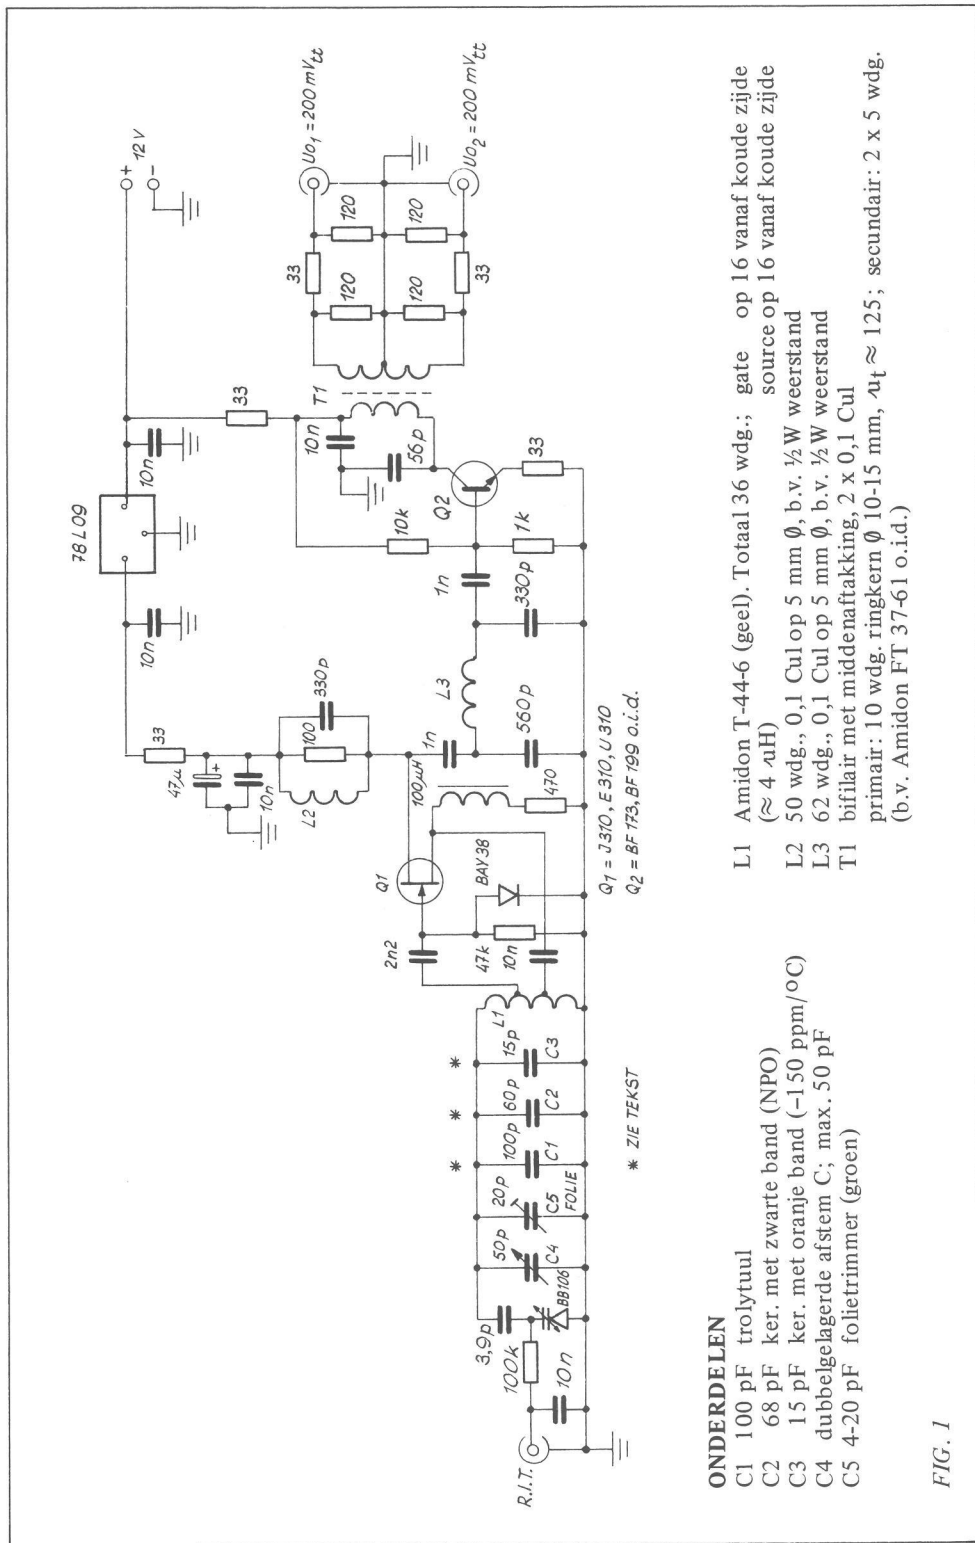 +
12V
-
78L09
10n
10n
33
33
47µ
+
10n
L2
100
330p
T1
10n
56p
33
120
120
120
120
33
Uo1 = 200 mVtt
Uo2 = 200 mVtt
Q1
100µH
1n
L3
1n
10k
Q2
2n2
BAY38
47k
10n
470
560p
330p
1k
33
* * *
R.I.T.
10n
100k
3,9p
BB106
50p
C4
20p
C5
FOLIE
100p
C1
60p
C2
15p
C3
L1
Q1 = J310, E310, U310
Q2 = BF173, BF199 o.i.d.
* ZIE TEKST
ONDERDELEN
C1 100 pF trolytuul
C2 68 pF ker. met zwarte band (NPO)
C3 15 pF ker. met oranje band (−150 ppm/°C)
C4 dubbelgelagerde afstem C; max. 50 pF
C5 4-20 pF folietrimmer (groen)
L1 Amidon T-44-6 (geel). Totaal 36 wdg.; gate op 16 vanaf koude zijde
(≈ 4 uH) source op 16 vanaf koude zijde
L2 50 wdg., 0,1 Cul op 5 mm Ø, b.v. ½ W weerstand
L3 62 wdg., 0,1 Cul op 5 mm Ø, b.v. ½ W weerstand
T1 bifilair met middenaftakking, 2 x 0,1 Cul
primair: 10 wdg. ringkern Ø 10-15 mm, ut ≈ 125; secundair: 2 x 5 wdg.
(b.v. Amidon FT 37-61 o.i.d.)
FIG. 1